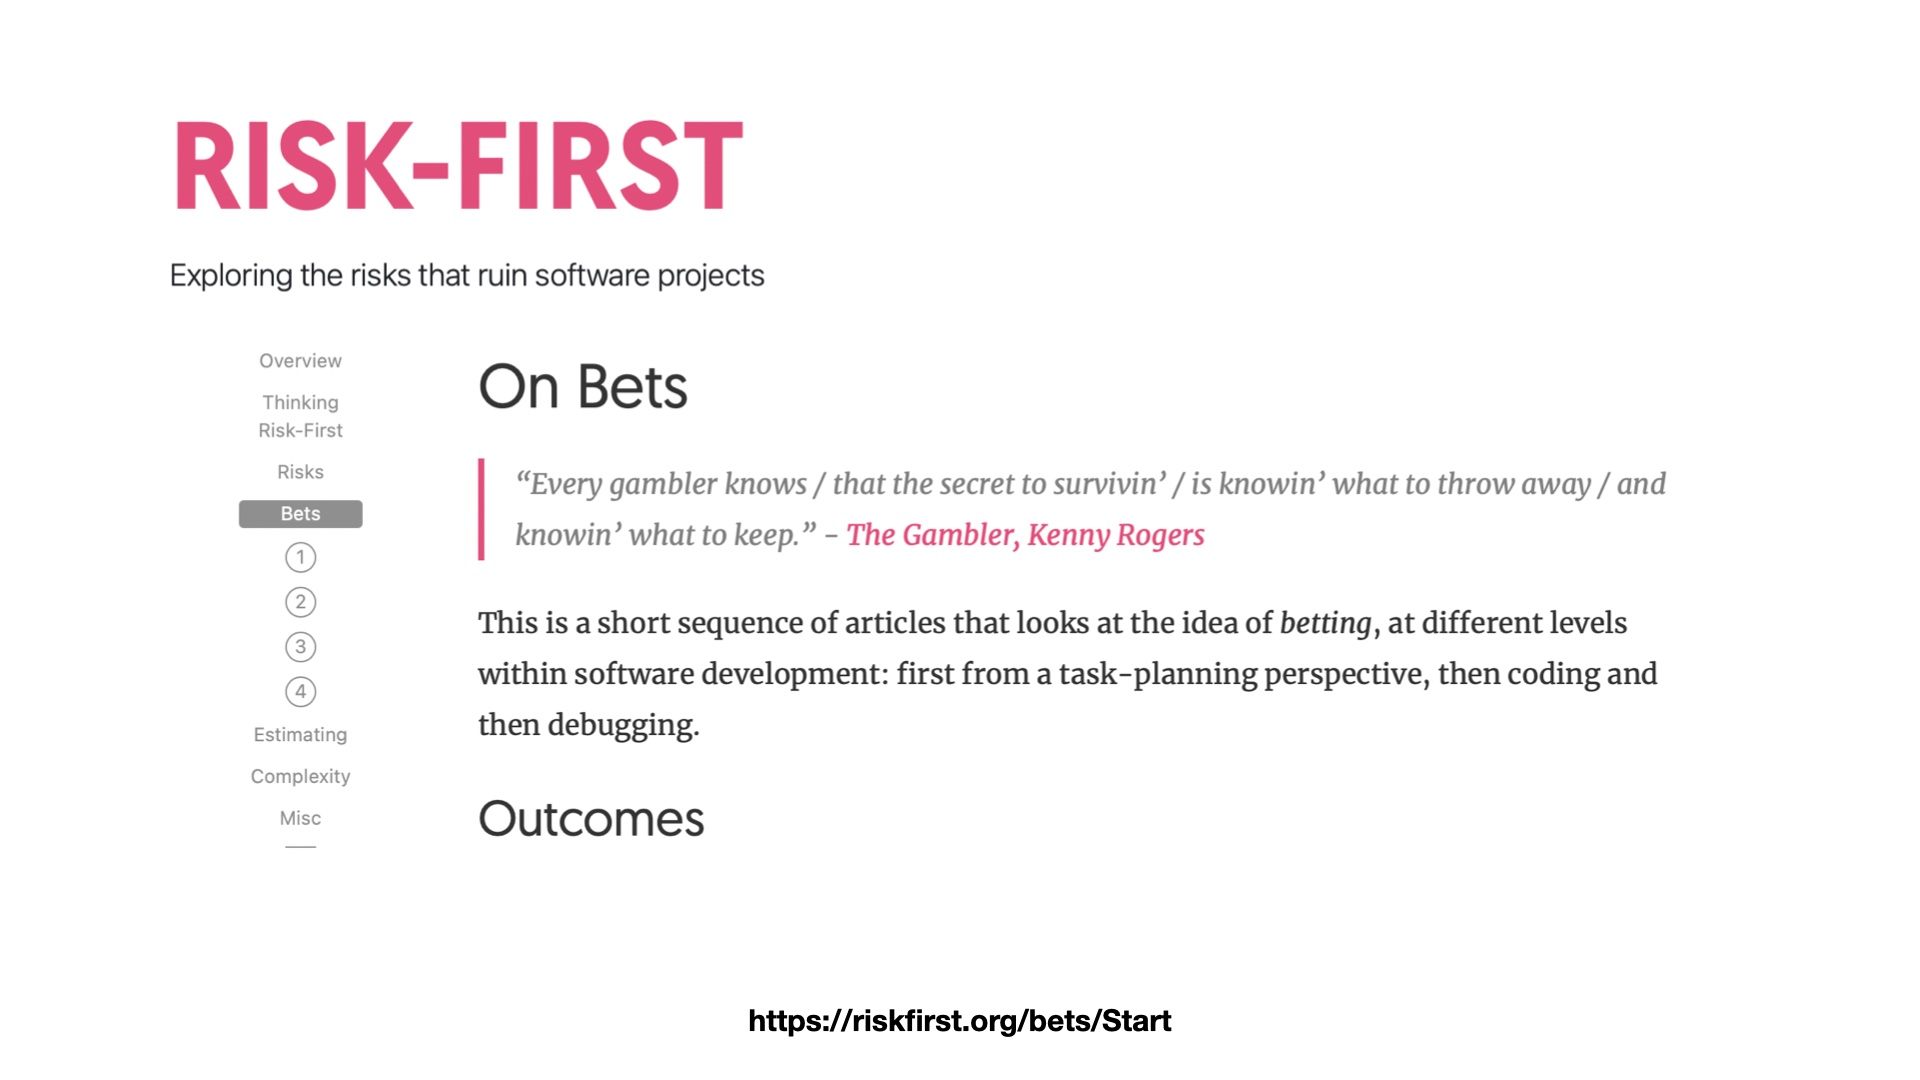 RISK-FIRST
Exploring the risks that ruin software projects
Overview
Thinking
Risk-First
Risks
Bets
1
2
3
4
Estimating
Complexity
Misc
On Bets
“Every gambler knows / that the secret to survivin’ / is knowin’ what to throw away / and
knowin’ what to keep.” – The Gambler, Kenny Rogers
This is a short sequence of articles that looks at the idea of betting, at different levels
within software development: first from a task-planning perspective, then coding and
then debugging.
Outcomes
https://riskfirst.org/bets/Start